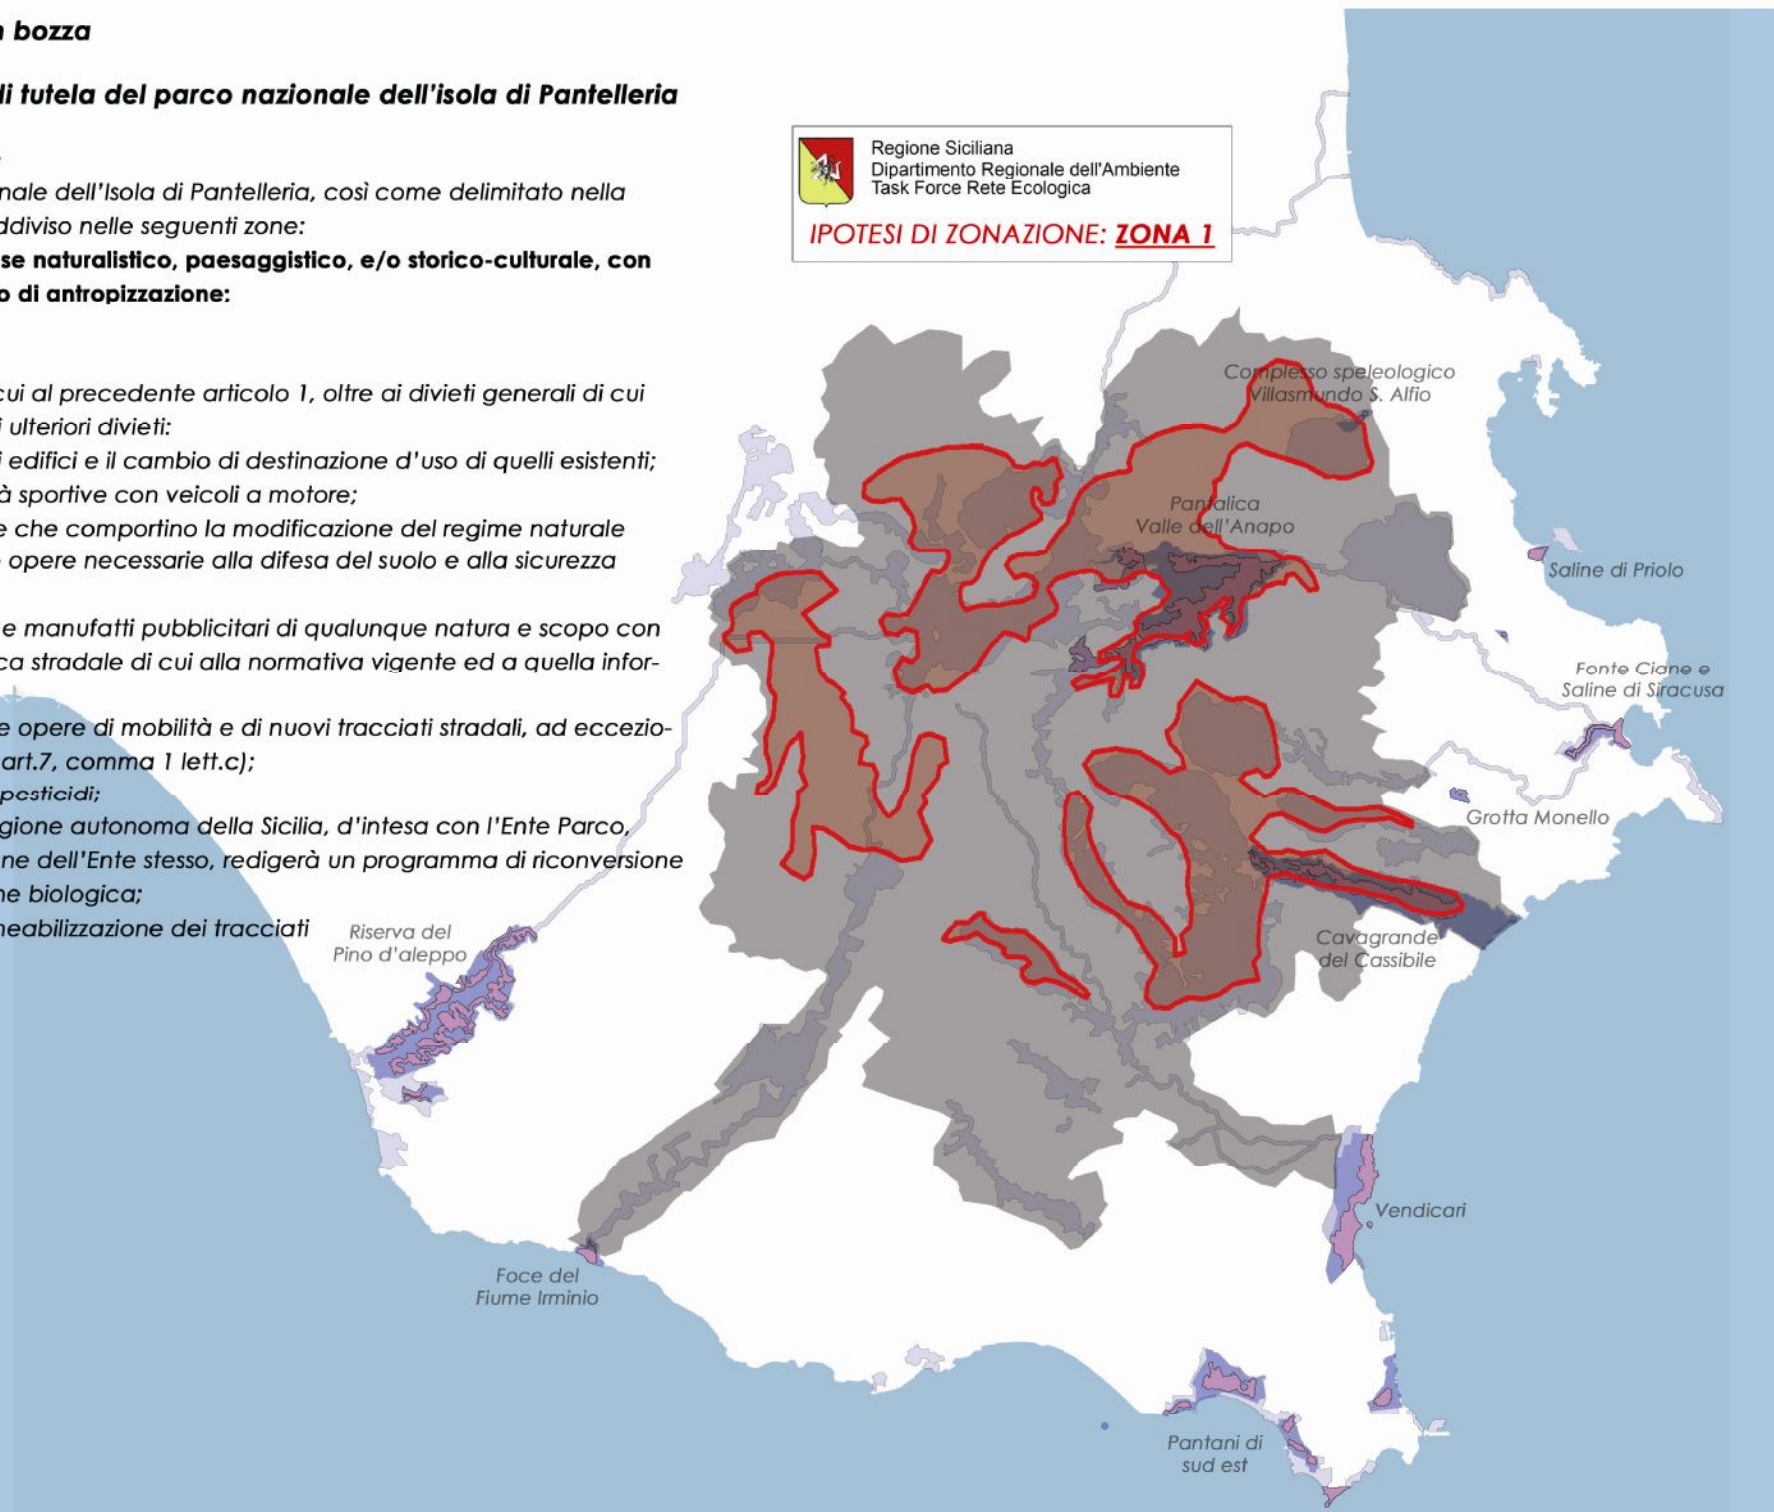 bozza
di tutela del parco nazionale dell'isola di Pantelleria
nale dell'Isola di Pantelleria, così come delimitato nella
ddiviso nelle seguenti zone:
se naturalistico, paesaggistico, e/o storico-culturale, con
o di antropizzazione:
cui al precedente articolo 1, oltre ai divieti generali di cui
i ulteriori divieti:
i edifici e il cambio di destinazione d'uso di quelli esistenti;
à sportive con veicoli a motore;
e che comportino la modificazione del regime naturale
opere necessarie alla difesa del suolo e alla sicurezza
e manufatti pubblicitari di qualunque natura e scopo con
ca stradale di cui alla normativa vigente ed a quella infor-
e opere di mobilità e di nuovi tracciati stradali, ad eccezio-
art.7, comma 1 lett.c);
pesticidi;
gione autonoma della Sicilia, d'intesa con l'Ente Parco,
ne dell'Ente stesso, redigerà un programma di riconversione
ne biologica;
neabilizzazione dei tracciati
Regione Siciliana
Dipartimento Regionale dell'Ambiente
Task Force Rete Ecologica
IPOTESI DI ZONAZIONE: ZONA 1
Complesso speleologico
Villasmundo S. Alfio
Pantalica
Valle dell'Anapo
Saline di Priolo
Fonte Ciane e
Saline di Siracusa
Grotta Monello
Cavagrande
del Cassibile
Riserva del
Pino d'aleppo
Vendicari
Foce del
Fiume Irminio
Pantani di
sud est